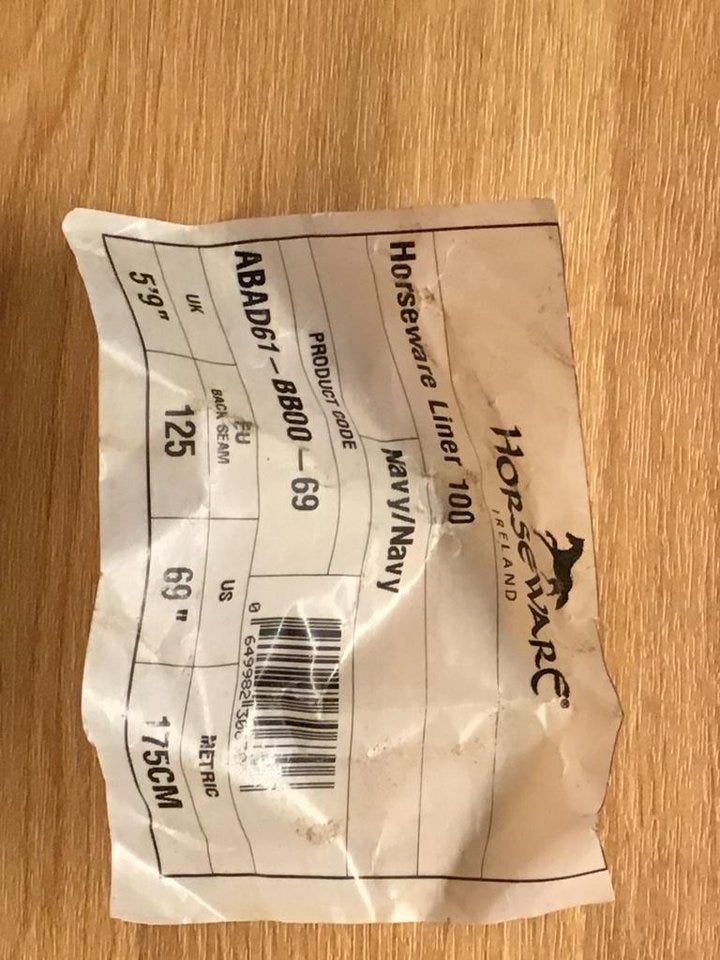 HORSEWARE®
IRELAND
Horseware Liner 100
Navy/Navy
PRODUCT CODE
ABAD61-BB00-69
UK
EU
BACK SEAM
US
METRIC
5'9"
125
69"
175CM